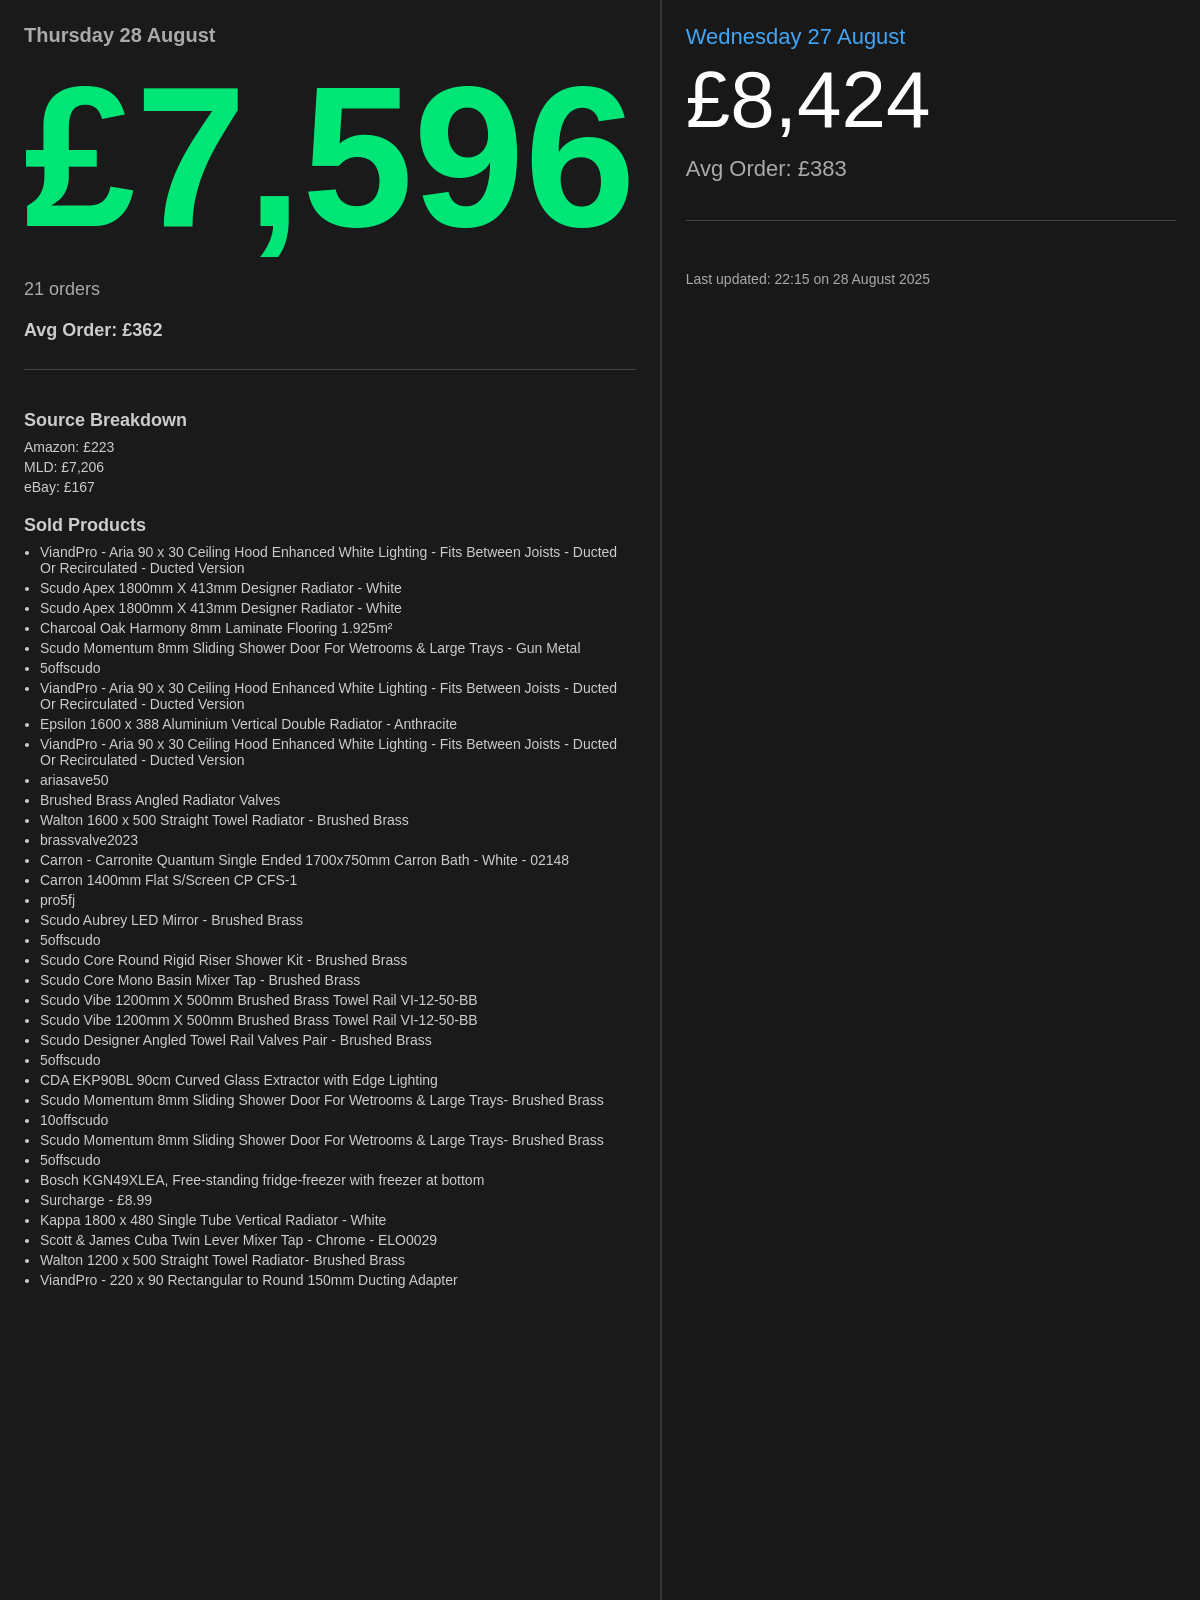 Thursday 28 August
£7,596
21 orders
Avg Order: £362
Source Breakdown
Amazon: £223
MLD: £7,206
eBay: £167
Sold Products
ViandPro - Aria 90 x 30 Ceiling Hood Enhanced White Lighting - Fits Between Joists - Ducted
Or Recirculated - Ducted Version
Scudo Apex 1800mm X 413mm Designer Radiator - White
Scudo Apex 1800mm X 413mm Designer Radiator - White
Charcoal Oak Harmony 8mm Laminate Flooring 1.925m²
Scudo Momentum 8mm Sliding Shower Door For Wetrooms & Large Trays - Gun Metal
5offscudo
ViandPro - Aria 90 x 30 Ceiling Hood Enhanced White Lighting - Fits Between Joists - Ducted
Or Recirculated - Ducted Version
Epsilon 1600 x 388 Aluminium Vertical Double Radiator - Anthracite
ViandPro - Aria 90 x 30 Ceiling Hood Enhanced White Lighting - Fits Between Joists - Ducted
Or Recirculated - Ducted Version
ariasave50
Brushed Brass Angled Radiator Valves
Walton 1600 x 500 Straight Towel Radiator - Brushed Brass
brassvalve2023
Carron - Carronite Quantum Single Ended 1700x750mm Carron Bath - White - 02148
Carron 1400mm Flat S/Screen CP CFS-1
pro5fj
Scudo Aubrey LED Mirror - Brushed Brass
5offscudo
Scudo Core Round Rigid Riser Shower Kit - Brushed Brass
Scudo Core Mono Basin Mixer Tap - Brushed Brass
Scudo Vibe 1200mm X 500mm Brushed Brass Towel Rail VI-12-50-BB
Scudo Vibe 1200mm X 500mm Brushed Brass Towel Rail VI-12-50-BB
Scudo Designer Angled Towel Rail Valves Pair - Brushed Brass
5offscudo
CDA EKP90BL 90cm Curved Glass Extractor with Edge Lighting
Scudo Momentum 8mm Sliding Shower Door For Wetrooms & Large Trays- Brushed Brass
10offscudo
Scudo Momentum 8mm Sliding Shower Door For Wetrooms & Large Trays- Brushed Brass
5offscudo
Bosch KGN49XLEA, Free-standing fridge-freezer with freezer at bottom
Surcharge - £8.99
Kappa 1800 x 480 Single Tube Vertical Radiator - White
Scott & James Cuba Twin Lever Mixer Tap - Chrome - ELO0029
Walton 1200 x 500 Straight Towel Radiator- Brushed Brass
ViandPro - 220 x 90 Rectangular to Round 150mm Ducting Adapter
Wednesday 27 August
£8,424
Avg Order: £383
Last updated: 22:15 on 28 August 2025